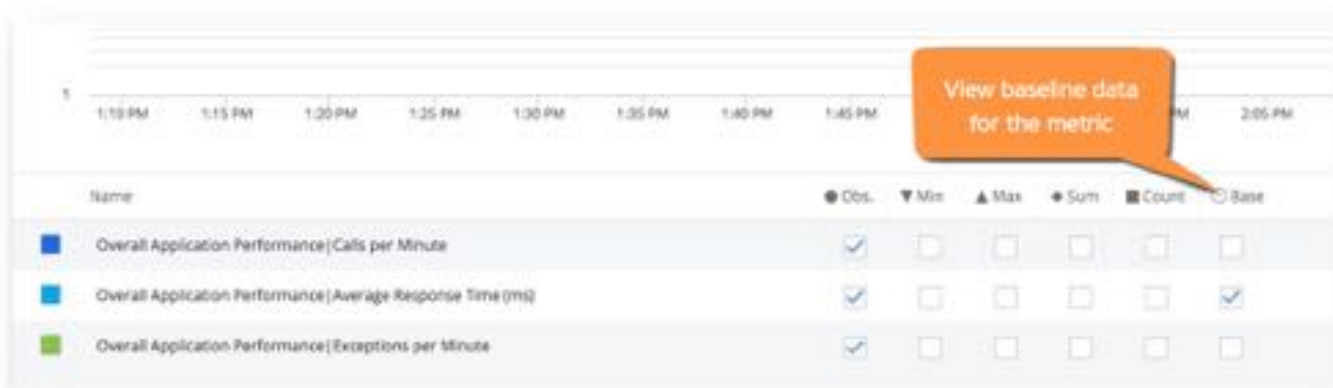 View baseline data
for the metric
1
1:10 PM 1:15 PM 1:20 PM 1:25 PM 1:30 PM 1:35 PM 1:40 PM 1:45 PM PM 2:05 PM
Name Obs. Min Max Sum Count Base
Overall Application Performance|Calls per Minute
Overall Application Performance|Average Response Time (ms)
Overall Application Performance|Exceptions per Minute